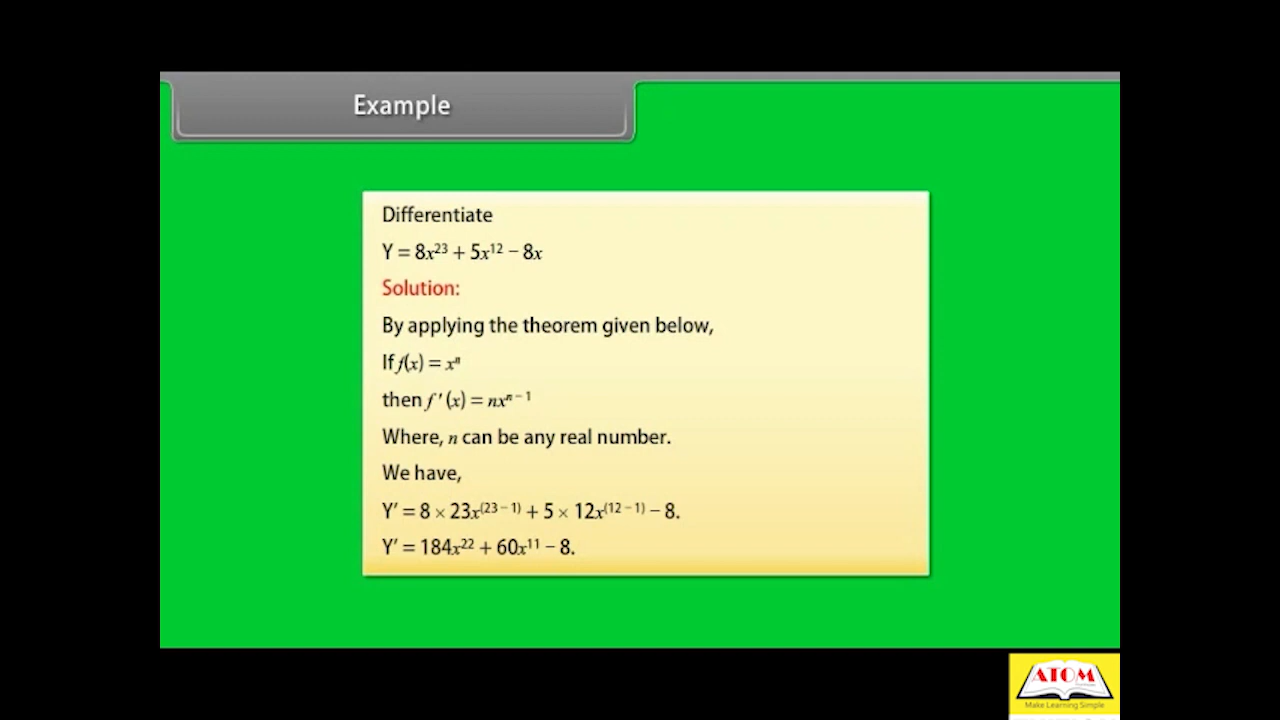 Example
Differentiate
Y = 8x²³ + 5x¹² − 8x
Solution:
By applying the theorem given below,
If f(x) = xⁿ
then f ′ (x) = nxⁿ⁻¹
Where, n can be any real number.
We have,
Y′ = 8 × 23x⁽²³⁻¹⁾ + 5 × 12x⁽¹²⁻¹⁾ − 8.
Y′ = 184x²² + 60x¹¹ − 8.
ATOM
Make Learning Simple